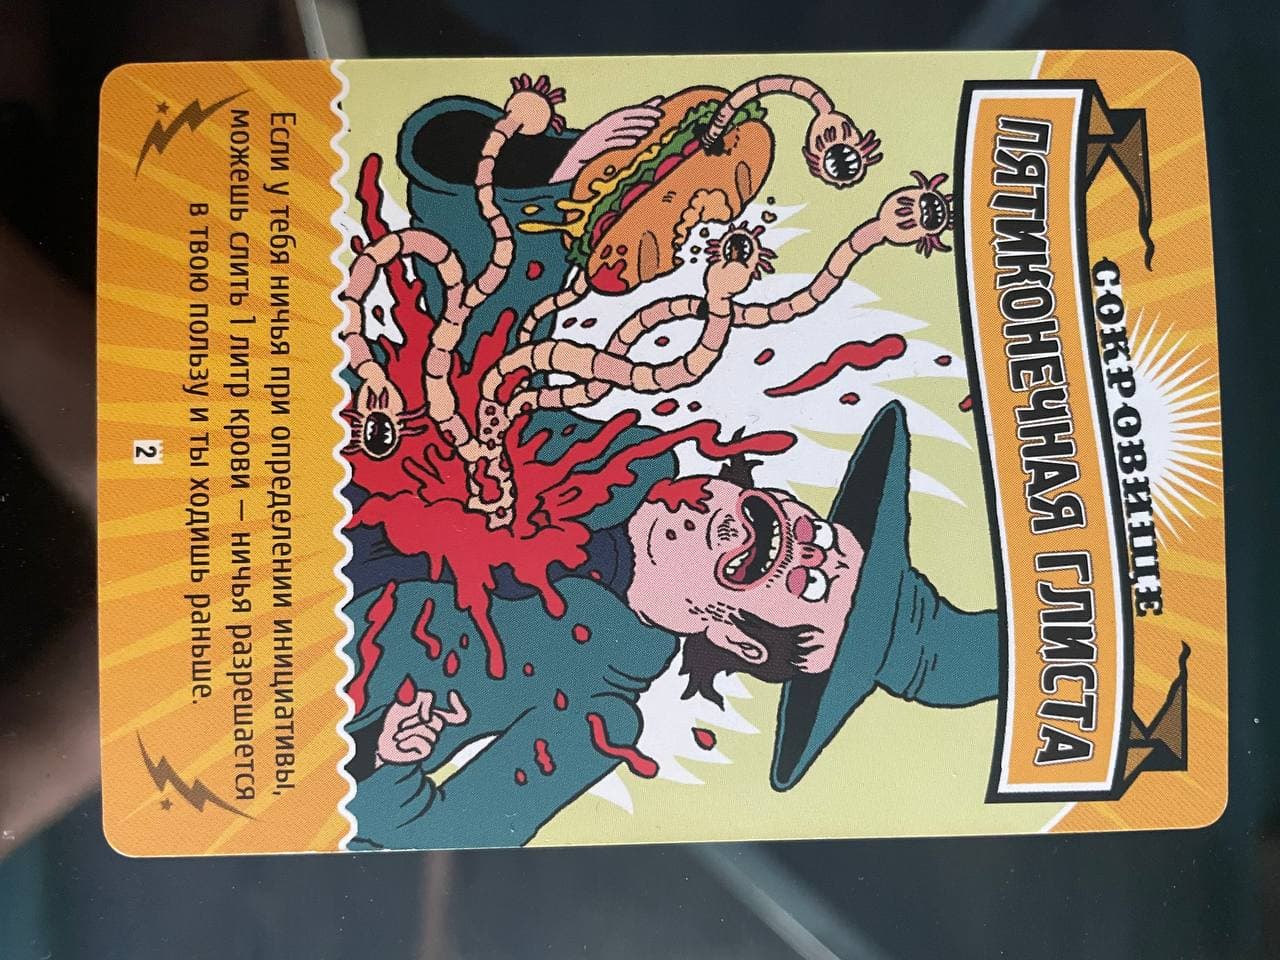 СОКРОВИЩЕ
ПЯТИКОНЕЧНАЯ ГЛИСТА
Если у тебя ничья при определении инициативы,
можешь слить 1 литр крови — ничья разрешается
в твою пользу и ты ходишь раньше.
2